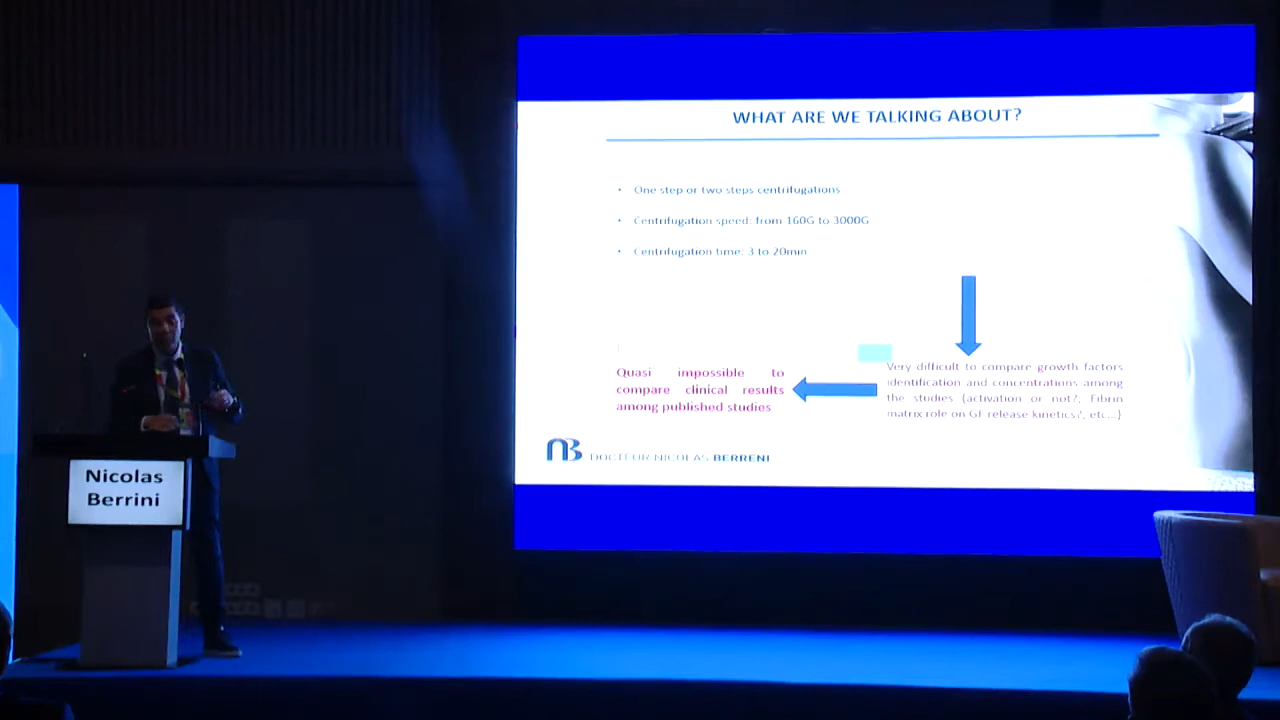 WHAT ARE WE TALKING ABOUT?
• One step or two steps centrifugations
• Centrifugation speed: from 160G to 3000G
• Centrifugation time: 3 to 20min
Very difficult to compare growth factors
identification and concentrations among
the studies (activation or not?, Fibrin
matrix role on GF release kinetics?, etc...)
Quasi impossible to
compare clinical results
among published studies
NB DOCTEUR NICOLAS BERRENI
Nicolas
Berrini